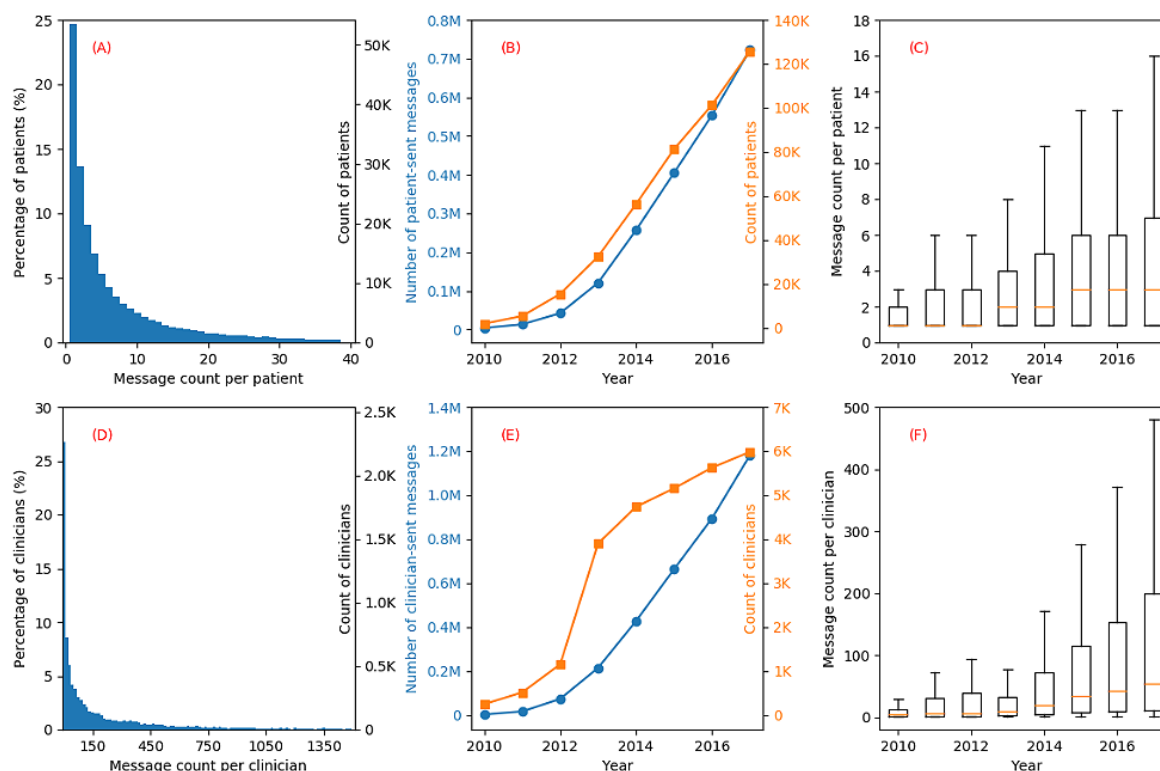 (A)
Percentage of patients (%)
25
20
15
10
5
0
50K
40K
30K
20K
10K
0
Count of patients
0 10 20 30 40
Message count per patient
(B)
Number of patient-sent messages
0.8M
0.7M
0.6M
0.5M
0.4M
0.3M
0.2M
0.1M
0
140K
120K
100K
80K
60K
40K
20K
0
Count of patients
2010 2012 2014 2016
Year
(C)
Message count per patient
18
16
14
12
10
8
6
4
2
0
2010 2012 2014 2016
Year
(D)
Percentage of clinicians (%)
30
25
20
15
10
5
0
2.5K
2.0K
1.5K
1.0K
0.5K
0
Count of clinicians
150 450 750 1050 1350
Message count per clinician
(E)
Number of clinician-sent messages
1.4M
1.2M
1.0M
0.8M
0.6M
0.4M
0.2M
0
7K
6K
5K
4K
2K
1K
0
Count of clinicians
2010 2012 2014 2016
Year
(F)
Message count per clinician
500
400
300
200
100
0
2010 2012 2014 2016
Year